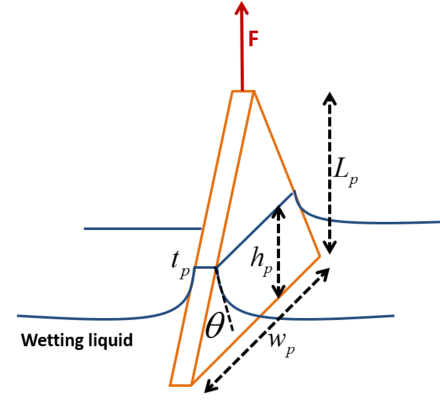 F
L_p
t_p
h_p
θ
w_p
Wetting liquid